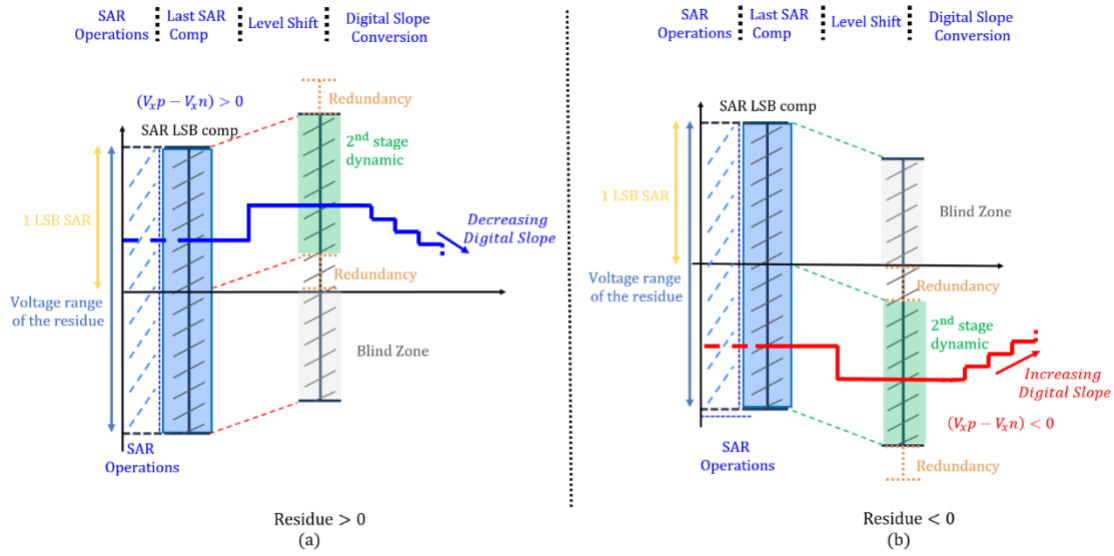 SAR
Operations
Last SAR
Comp
Level Shift
Digital Slope
Conversion
(Vₓp − Vₓn) > 0
SAR LSB comp
Redundancy
2nd stage
dynamic
1 LSB SAR
Decreasing
Digital Slope
Redundancy
Voltage range
of the residue
Blind Zone
SAR
Operations
Residue > 0
(a)
SAR
Operations
Last SAR
Comp
Level Shift
Digital Slope
Conversion
SAR LSB comp
1 LSB SAR
Blind Zone
Voltage range
of the residue
Redundancy
2nd stage
dynamic
Increasing
Digital Slope
(Vₓp − Vₓn) < 0
SAR
Operations
Redundancy
Residue < 0
(b)